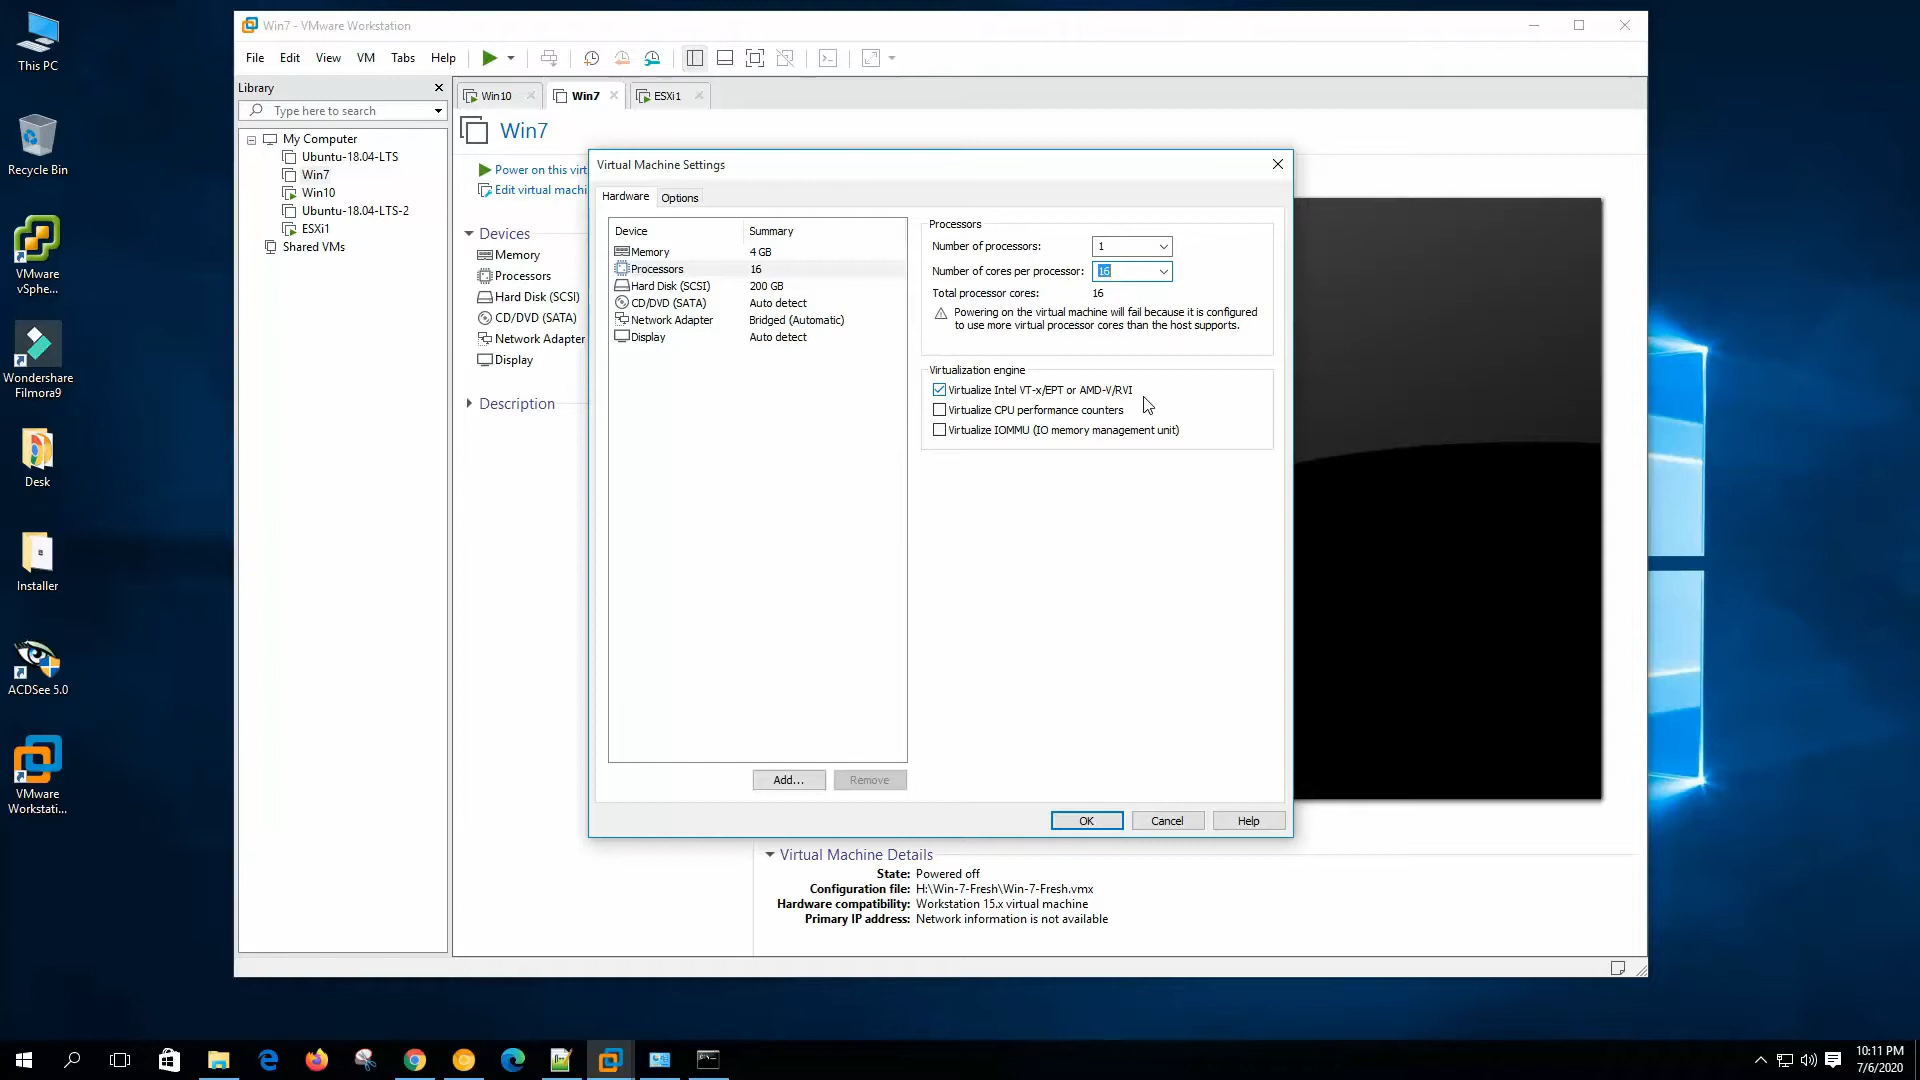 This PC
Recycle Bin
VMware
vSphe...
Wondershare
Filmora9
Desk
Installer
ACDSee 5.0
VMware
Workstati...
Win7 - VMware Workstation
File Edit View VM Tabs Help
Library
Type here to search
My Computer
Ubuntu-18.04-LTS
Win7
Win10
Ubuntu-18.04-LTS-2
ESXi1
Shared VMs
Win10 Win7 ESXi1
Win7
Power on this virt
Edit virtual machi
Devices
Memory
Processors
Hard Disk (SCSI)
CD/DVD (SATA)
Network Adapter
Display
Description
Virtual Machine Settings
Hardware Options
Device Summary
Memory 4 GB
Processors 16
Hard Disk (SCSI) 200 GB
CD/DVD (SATA) Auto detect
Network Adapter Bridged (Automatic)
Display Auto detect
Add... Remove
Processors
Number of processors: 1
Number of cores per processor: 16
Total processor cores: 16
Powering on the virtual machine will fail because it is configured
to use more virtual processor cores than the host supports.
Virtualization engine
Virtualize Intel VT-x/EPT or AMD-V/RVI
Virtualize CPU performance counters
Virtualize IOMMU (IO memory management unit)
OK Cancel Help
Virtual Machine Details
State: Powered off
Configuration file: H:\Win-7-Fresh\Win-7-Fresh.vmx
Hardware compatibility: Workstation 15.x virtual machine
Primary IP address: Network information is not available
10:11 PM
7/6/2020